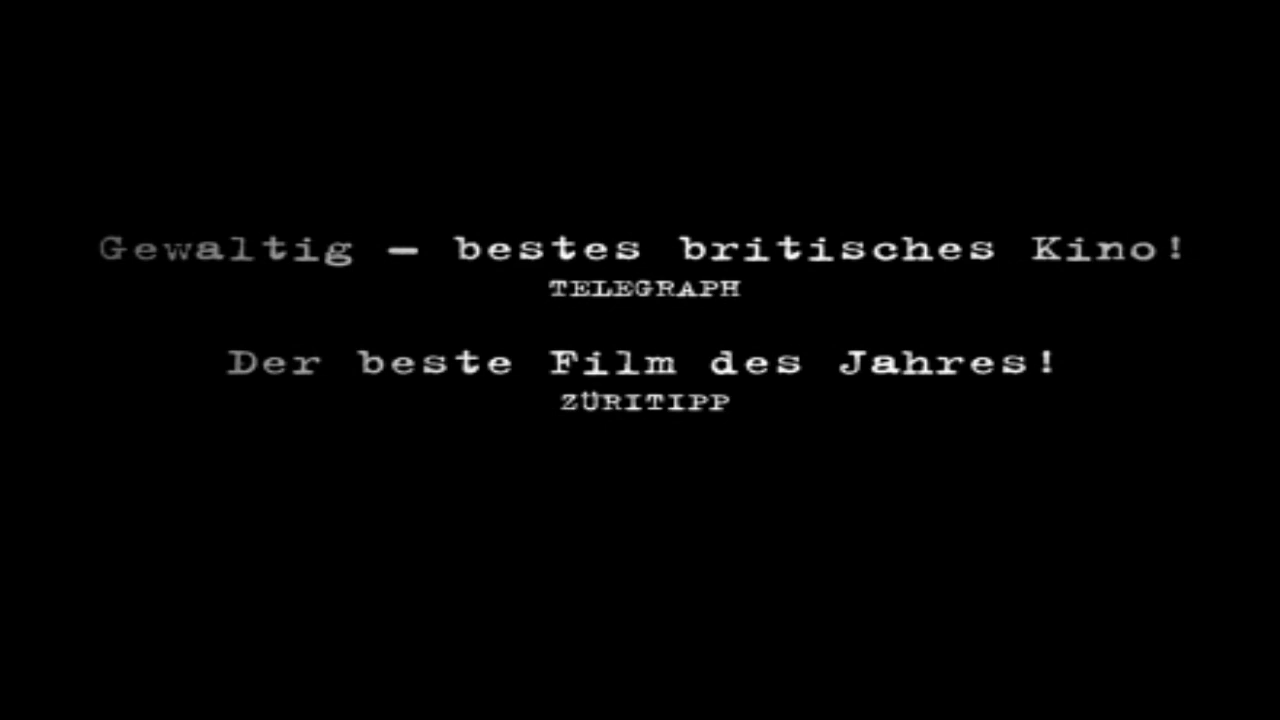 Gewaltig – bestes britisches Kino!
TELEGRAPH
Der beste Film des Jahres!
ZÜRITIPP